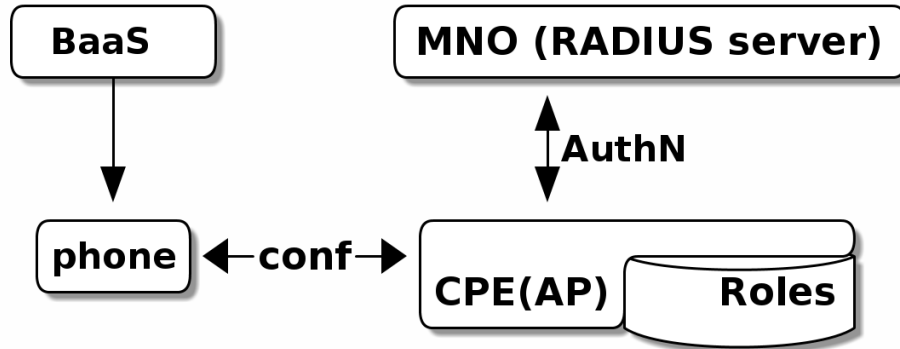 BaaS
MNO (RADIUS server)
AuthN
phone
conf
CPE(AP)
Roles